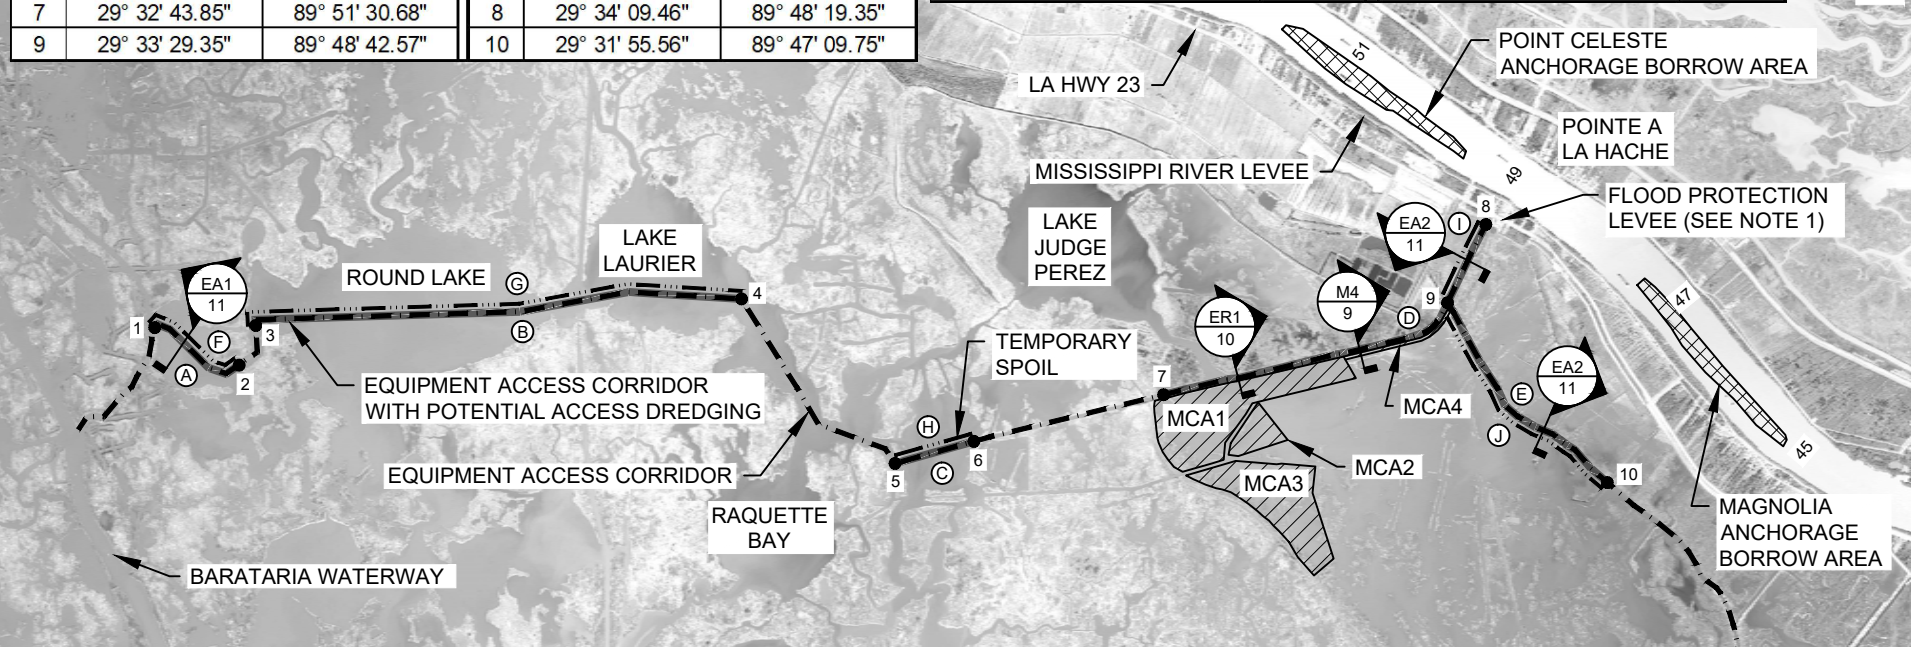 7 29° 32' 43.85" 89° 51' 30.68" 8 29° 34' 09.46" 89° 48' 19.35"
9 29° 33' 29.35" 89° 48' 42.57" 10 29° 31' 55.56" 89° 47' 09.75"
POINT CELESTE
ANCHORAGE BORROW AREA
51
LA HWY 23
POINTE A
LA HACHE
MISSISSIPPI RIVER LEVEE
49
FLOOD PROTECTION
LEVEE (SEE NOTE 1)
LAKE
JUDGE
PEREZ
EA2
11
I
8
LAKE
LAURIER
ROUND LAKE
G
EA1
11
4
M4
9
9
47
1
F
3
B
ER1
10
D
A
2
TEMPORARY
SPOIL
EQUIPMENT ACCESS CORRIDOR
WITH POTENTIAL ACCESS DREDGING
7
EA2
11
E
MCA4
MCA1
H
6
J
45
C
5
EQUIPMENT ACCESS CORRIDOR
MCA2
MCA3
10
RAQUETTE
BAY
MAGNOLIA
ANCHORAGE
BORROW AREA
BARATARIA WATERWAY